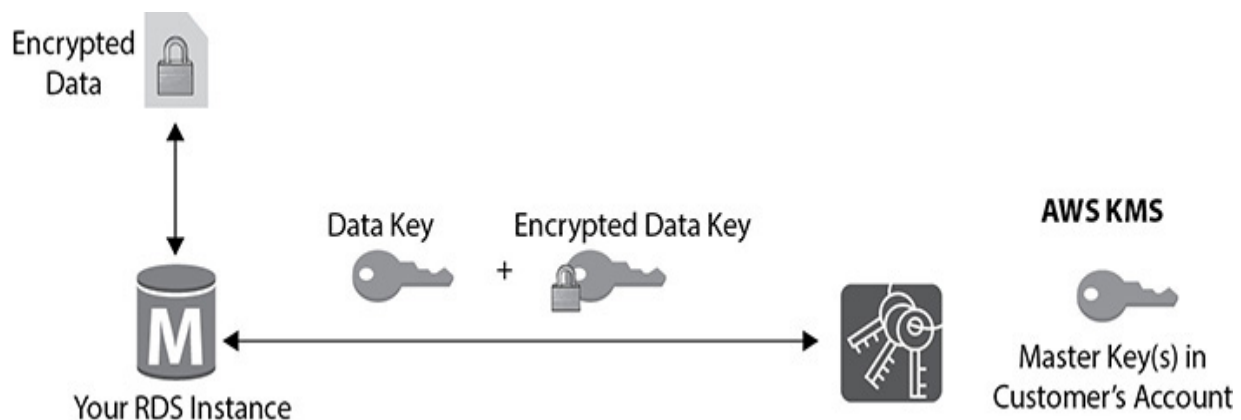 Encrypted
Data
Data Key
Encrypted Data Key
+
AWS KMS
M
Your RDS Instance
Master Key(s) in
Customer's Account